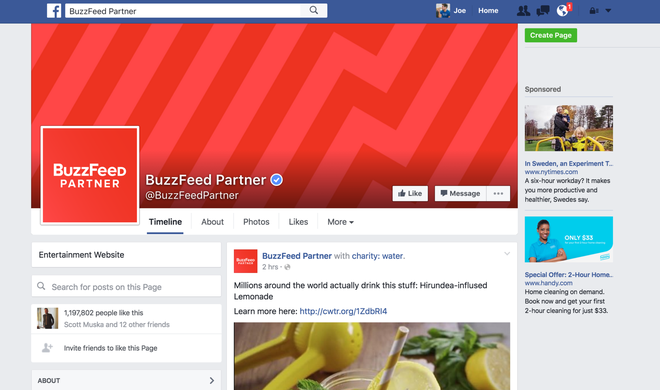 BuzzFeed Partner
Joe
Home
1
BuzzFeed
PARTNER
BuzzFeed Partner
@BuzzFeedPartner
Like
Message
Timeline
About
Photos
Likes
More
Entertainment Website
Search for posts on this Page
1,197,802 people like this
Scott Muska and 12 other friends
Invite friends to like this Page
ABOUT
BuzzFeed
PARTNER
BuzzFeed Partner with charity: water.
2 hrs ·
Millions around the world actually drink this stuff: Hirundea-inflused
Lemonade
Learn more here: http://cwtr.org/1ZdbRI4
Create Page
Sponsored
In Sweden, an Experiment T..
www.nytimes.com
A six-hour workday? It makes
you more productive and
healthier, Swedes say.
ONLY $33
Special Offer: 2-Hour Home..
www.handy.com
Home cleaning on demand.
Book now and get your first
2-hour cleaning for just $33.